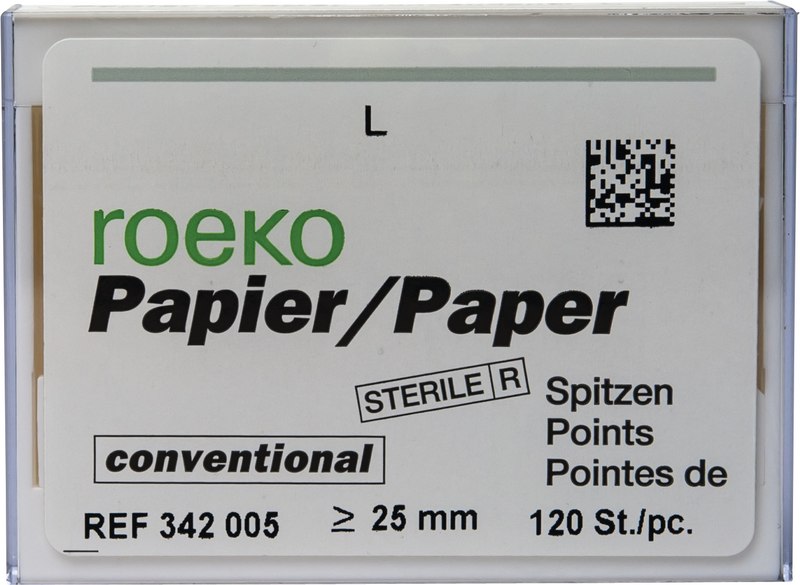 L
roeko
Papier/Paper
STERILE R
Spitzen
Points
Pointes de
conventional
REF 342 005 ≥ 25 mm 120 St./pc.